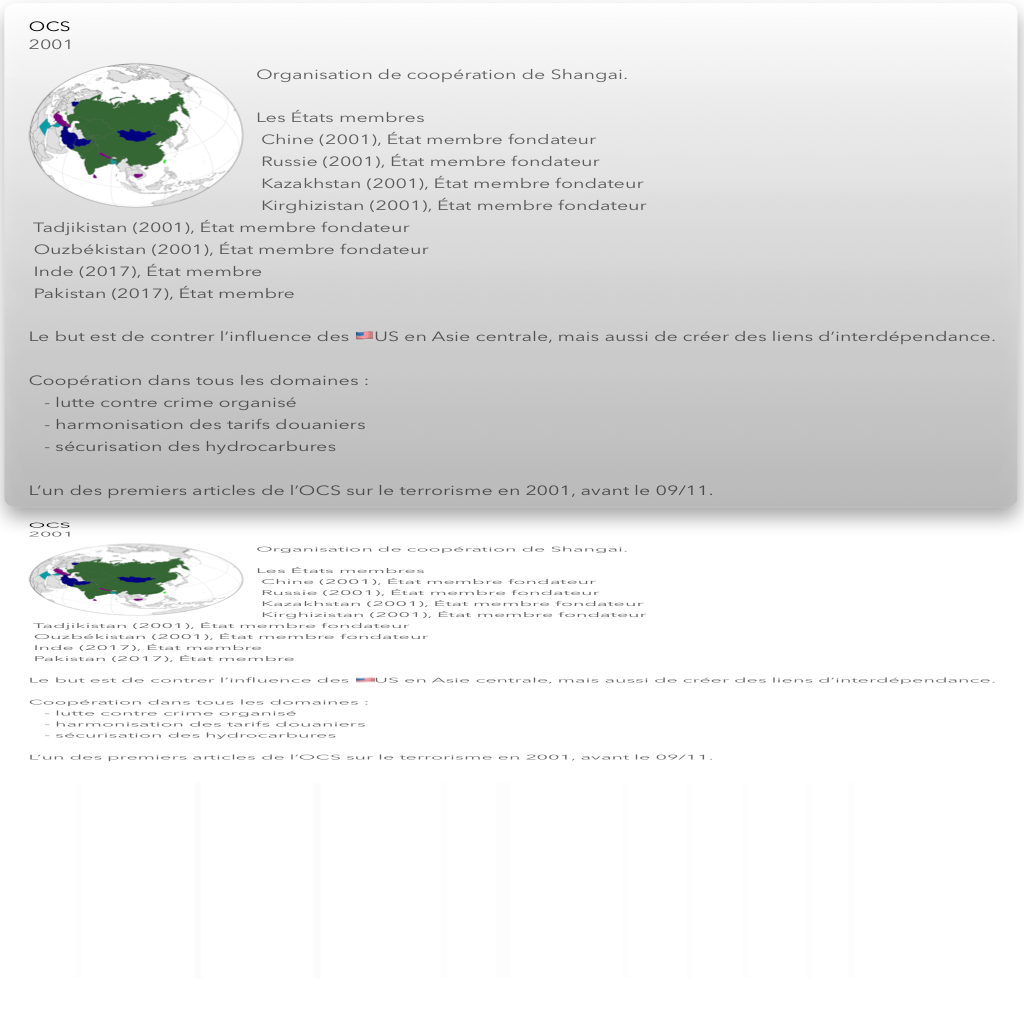 OCS
2001
Organisation de coopération de Shangai.
Les États membres
Chine (2001), État membre fondateur
Russie (2001), État membre fondateur
Kazakhstan (2001), État membre fondateur
Kirghizistan (2001), État membre fondateur
Tadjikistan (2001), État membre fondateur
Ouzbékistan (2001), État membre fondateur
Inde (2017), État membre
Pakistan (2017), État membre
Le but est de contrer l’influence des 🇺🇸US en Asie centrale, mais aussi de créer des liens d’interdépendance.
Coopération dans tous les domaines :
- lutte contre crime organisé
- harmonisation des tarifs douaniers
- sécurisation des hydrocarbures
L’un des premiers articles de l’OCS sur le terrorisme en 2001, avant le 09/11.
OCS
2001
Organisation de coopération de Shangai.
Les États membres
Chine (2001), État membre fondateur
Russie (2001), État membre fondateur
Kazakhstan (2001), État membre fondateur
Kirghizistan (2001), État membre fondateur
Tadjikistan (2001), État membre fondateur
Ouzbékistan (2001), État membre fondateur
Inde (2017), État membre
Pakistan (2017), État membre
Le but est de contrer l’influence des 🇺🇸US en Asie centrale, mais aussi de créer des liens d’interdépendance.
Coopération dans tous les domaines :
- lutte contre crime organisé
- harmonisation des tarifs douaniers
- sécurisation des hydrocarbures
L’un des premiers articles de l’OCS sur le terrorisme en 2001, avant le 09/11.